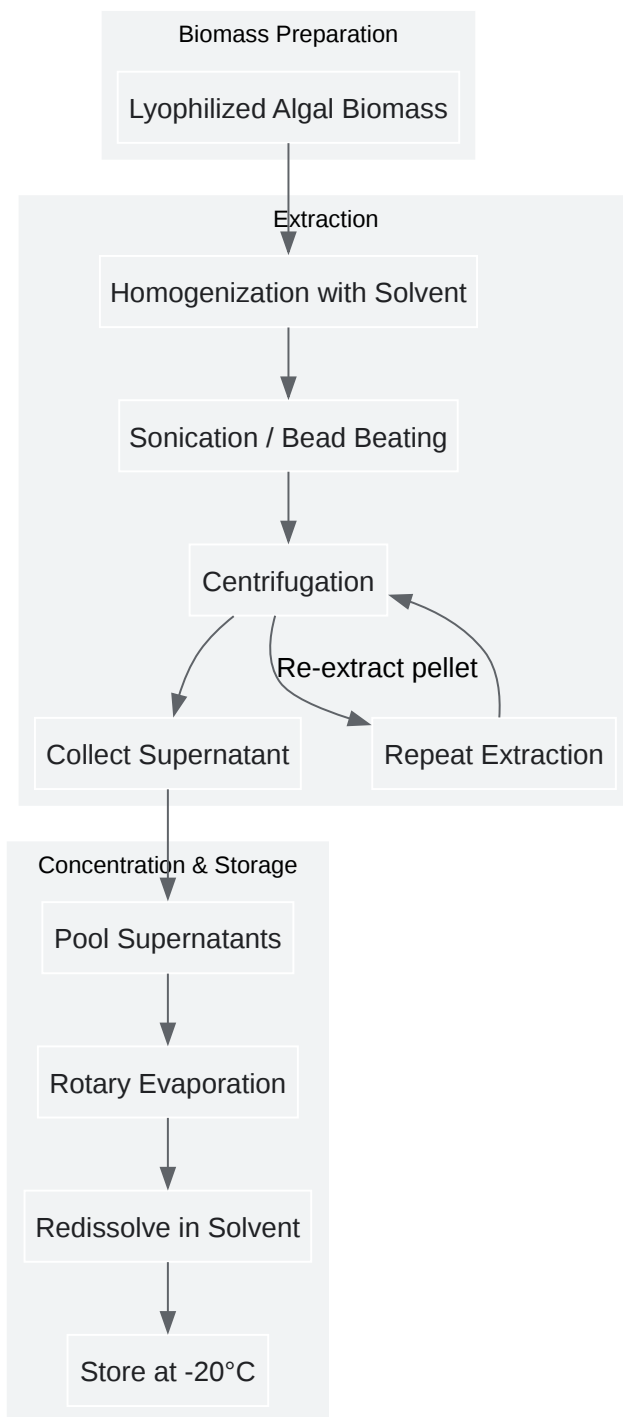 Biomass Preparation
Lyophilized Algal Biomass
Extraction
Homogenization with Solvent
Sonication / Bead Beating
Centrifugation
Re-extract pellet
Collect Supernatant
Repeat Extraction
Concentration & Storage
Pool Supernatants
Rotary Evaporation
Redissolve in Solvent
Store at -20°C